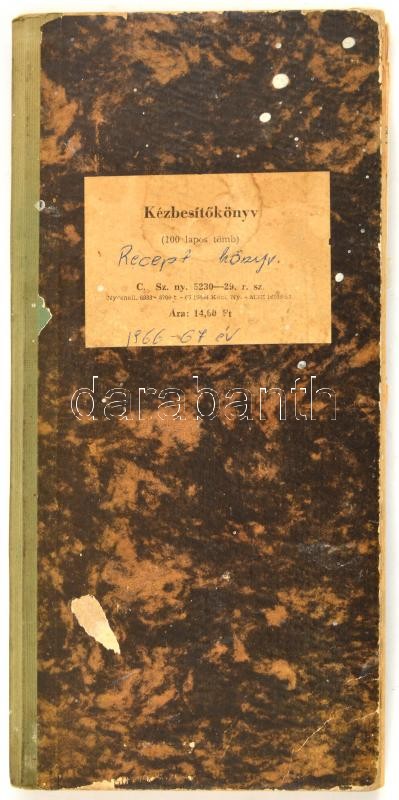 Kézbesítőkönyv
(100 lapos tömb)
Recept könyv.
C. Sz. ny. 5230—29. r. sz.
Ára: 14,60 Ft
1966-67 év
darabanth